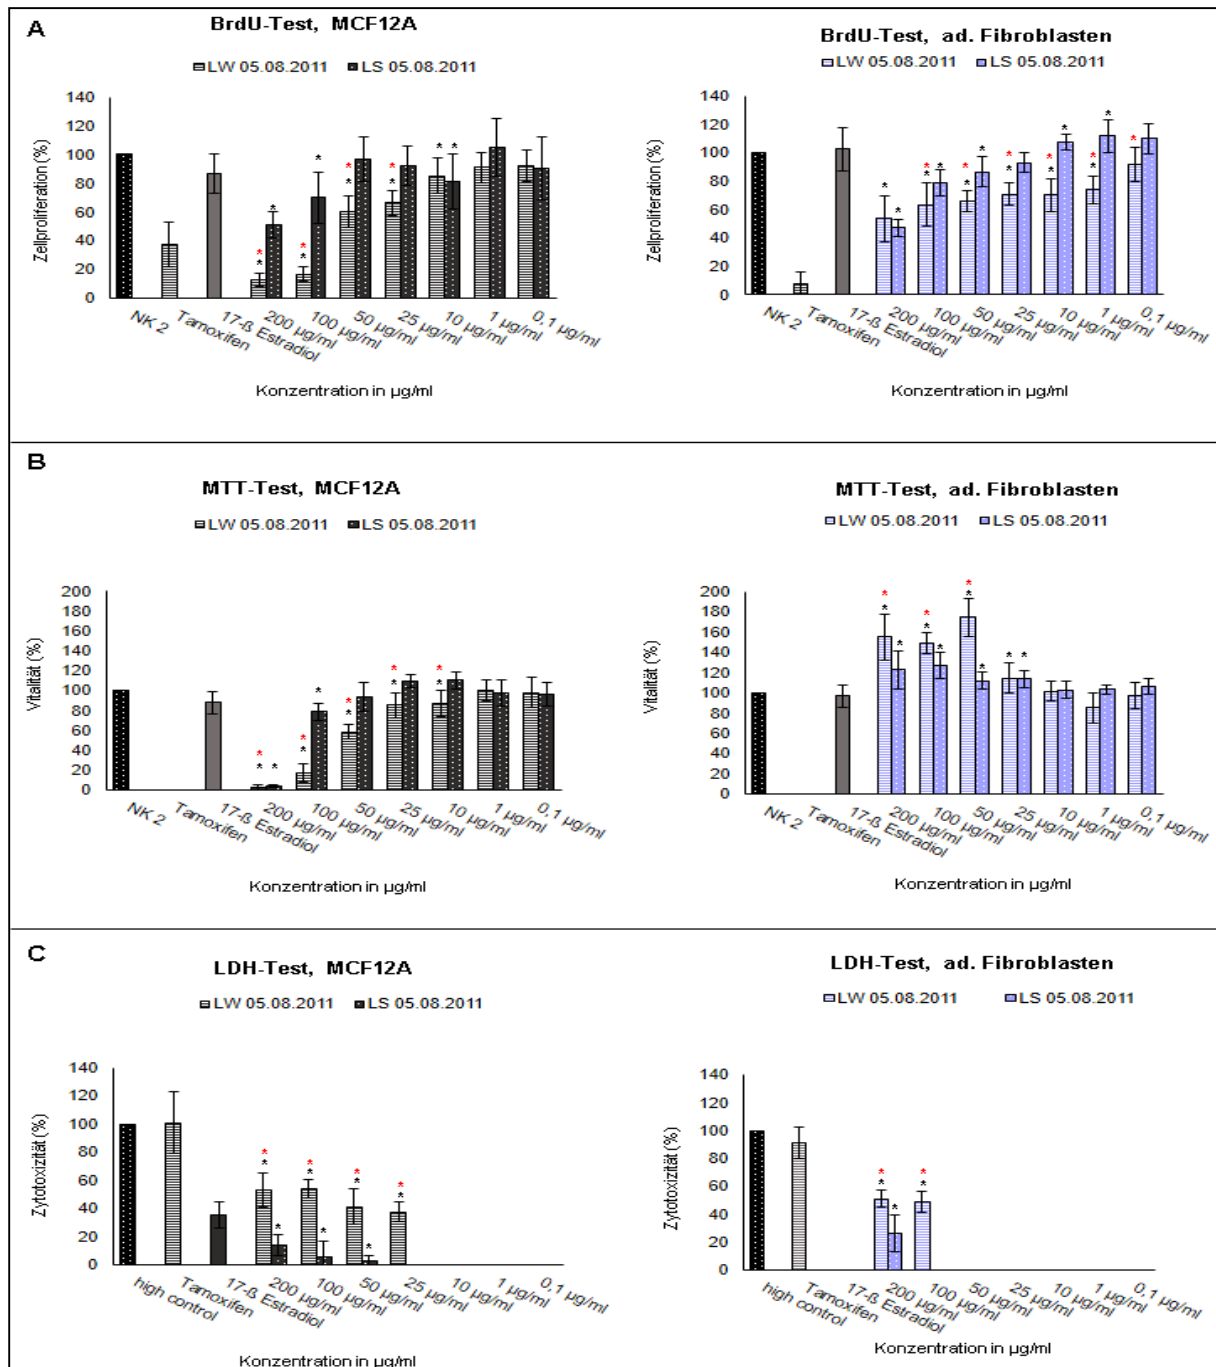 A
BrdU-Test, MCF12A
LW 05.08.2011 LS 05.08.2011
Zellproliferation (%)
140
120
100
80
60
40
20
0
NK 2 Tamoxifen 17-ß Estradiol 200 µg/ml 100 µg/ml 50 µg/ml 25 µg/ml 10 µg/ml 1 µg/ml 0,1 µg/ml
Konzentration in µg/ml
BrdU-Test, ad. Fibroblasten
LW 05.08.2011 LS 05.08.2011
Zellproliferation (%)
140
120
100
80
60
40
20
0
NK 2 Tamoxifen 17-ß Estradiol 200 µg/ml 100 µg/ml 50 µg/ml 25 µg/ml 10 µg/ml 1 µg/ml 0,1 µg/ml
Konzentration in µg/ml
B
MTT-Test, MCF12A
LW 05.08.2011 LS 05.08.2011
Vitalität (%)
200
180
160
140
120
100
80
60
40
20
0
NK 2 Tamoxifen 17-ß Estradiol 200 µg/ml 100 µg/ml 50 µg/ml 25 µg/ml 10 µg/ml 1 µg/ml 0,1 µg/ml
Konzentration in µg/ml
MTT-Test, ad. Fibroblasten
LW 05.08.2011 LS 05.08.2011
Vitalität (%)
200
180
160
140
120
100
80
60
40
20
0
NK 2 Tamoxifen 17-ß Estradiol 200 µg/ml 100 µg/ml 50 µg/ml 25 µg/ml 10 µg/ml 1 µg/ml 0,1 µg/ml
Konzentration in µg/ml
C
LDH-Test, MCF12A
LW 05.08.2011 LS 05.08.2011
Zytotoxizität (%)
140
120
100
80
60
40
20
0
high control Tamoxifen 17-ß Estradiol 200 µg/ml 100 µg/ml 50 µg/ml 25 µg/ml 10 µg/ml 1 µg/ml 0,1 µg/ml
Konzentration in µg/ml
LDH-Test, ad. Fibroblasten
LW 05.08.2011 LS 05.08.2011
Zytotoxizität (%)
140
120
100
80
60
40
20
0
high control Tamoxifen 17-ß Estradiol 200 µg/ml 100 µg/ml 50 µg/ml 25 µg/ml 10 µg/ml 1 µg/ml 0,1 µg/ml
Konzentration in µg/ml